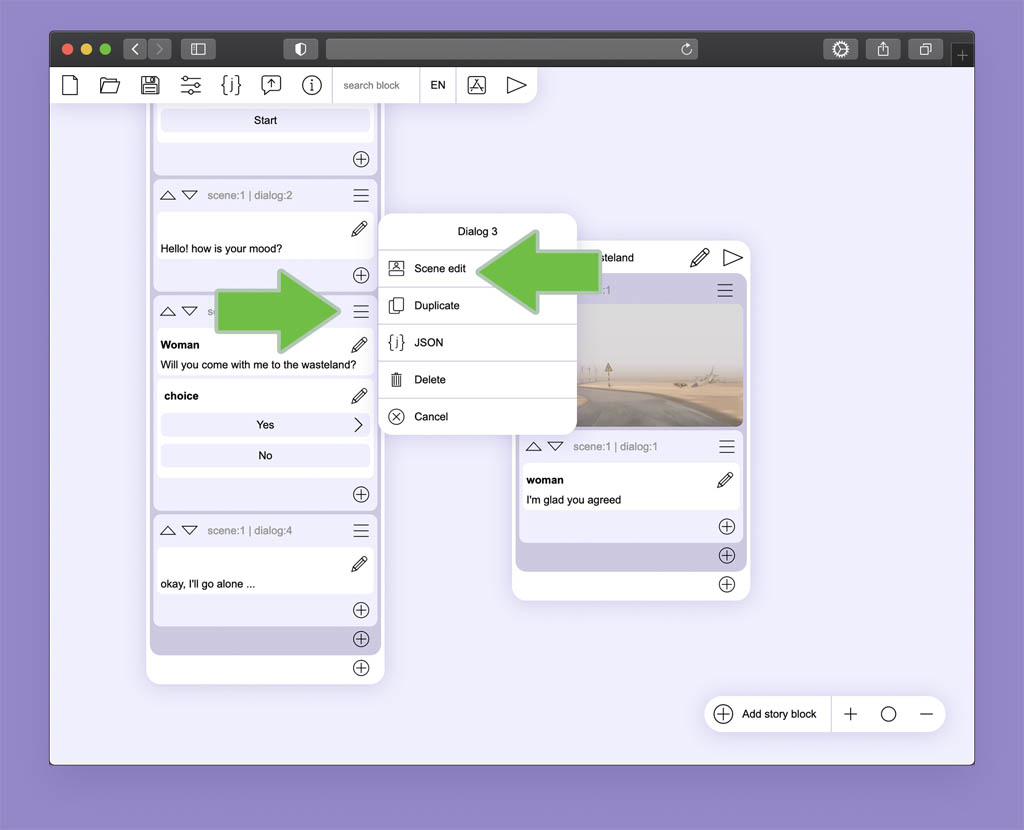 search block
EN
Start
scene:1 | dialog:2
Hello! how is your mood?
Woman
Will you come with me to the wasteland?
choice
Yes
No
scene:1 | dialog:4
okay, I'll go alone ...
Dialog 3
Scene edit
Duplicate
{j} JSON
Delete
Cancel
scene:1 | dialog:1
woman
I'm glad you agreed
Add story block